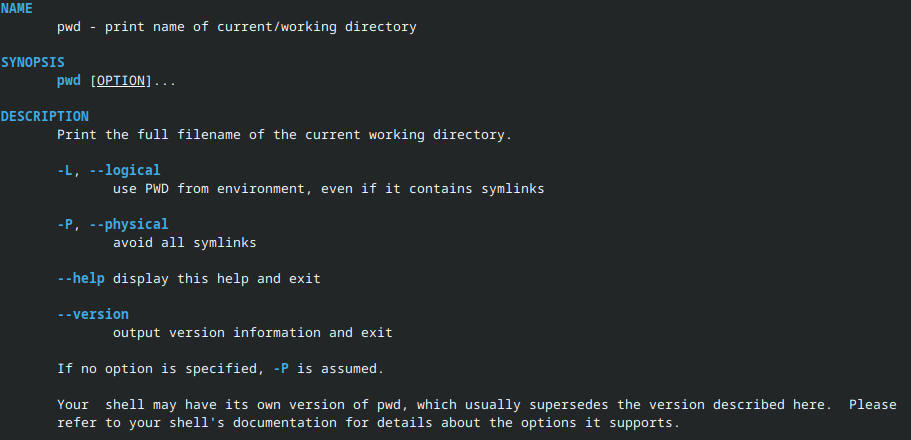 NAME
pwd - print name of current/working directory
SYNOPSIS
pwd [OPTION]...
DESCRIPTION
Print the full filename of the current working directory.
-L, --logical
use PWD from environment, even if it contains symlinks
-P, --physical
avoid all symlinks
--help display this help and exit
--version
output version information and exit
If no option is specified, -P is assumed.
Your  shell may have its own version of pwd, which usually supersedes the version described here.  Please
refer to your shell's documentation for details about the options it supports.